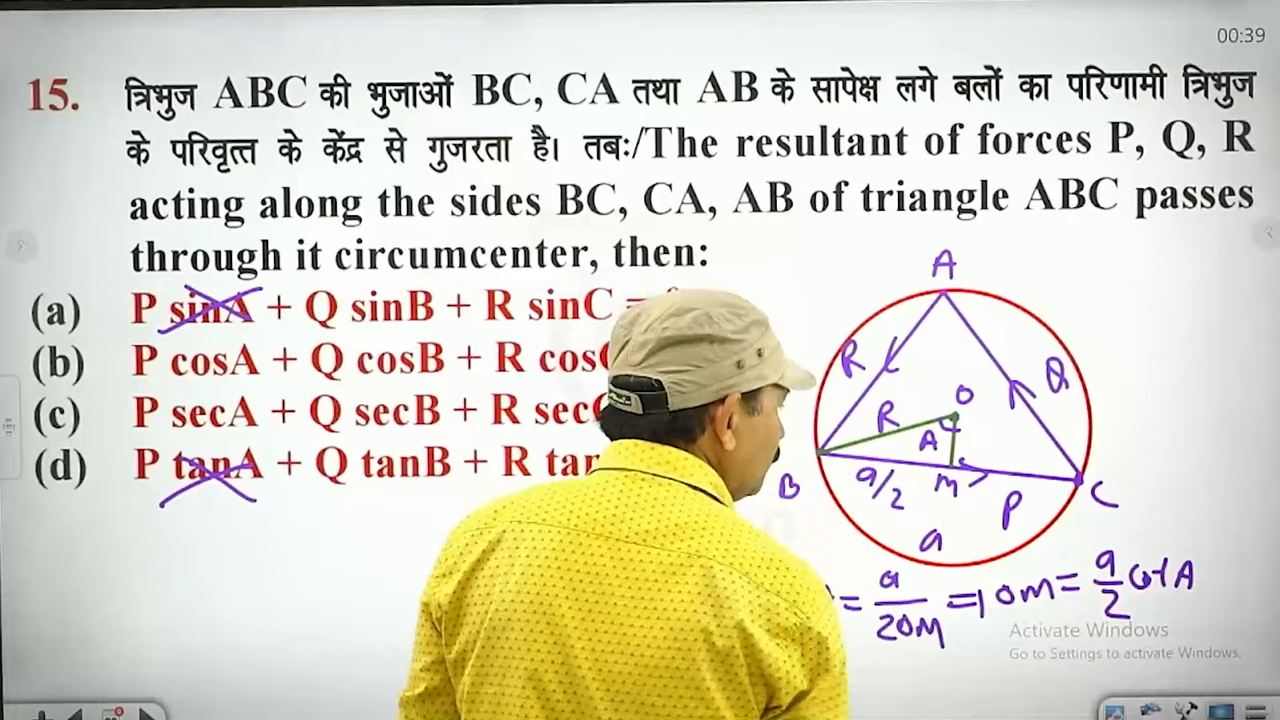 00:39
15. त्रिभुज ABC की भुजाओं BC, CA तथा AB के सापेक्ष लगे बलों का परिणामी त्रिभुज
के परिवृत्त के केंद्र से गुजरता है। तबः/The resultant of forces P, Q, R
acting along the sides BC, CA, AB of triangle ABC passes
through it circumcenter, then:
(a) P sinA + Q sinB + R sinC =
(b) P cosA + Q cosB + R cos
(c) P secA + Q secB + R sec
(d) P tanA + Q tanB + R tan
A
R
Q
O
R
A
B
a/2
M
P
C
a
= a/2OM => OM = a/2 cot A
Activate Windows
Go to Settings to activate Windows.